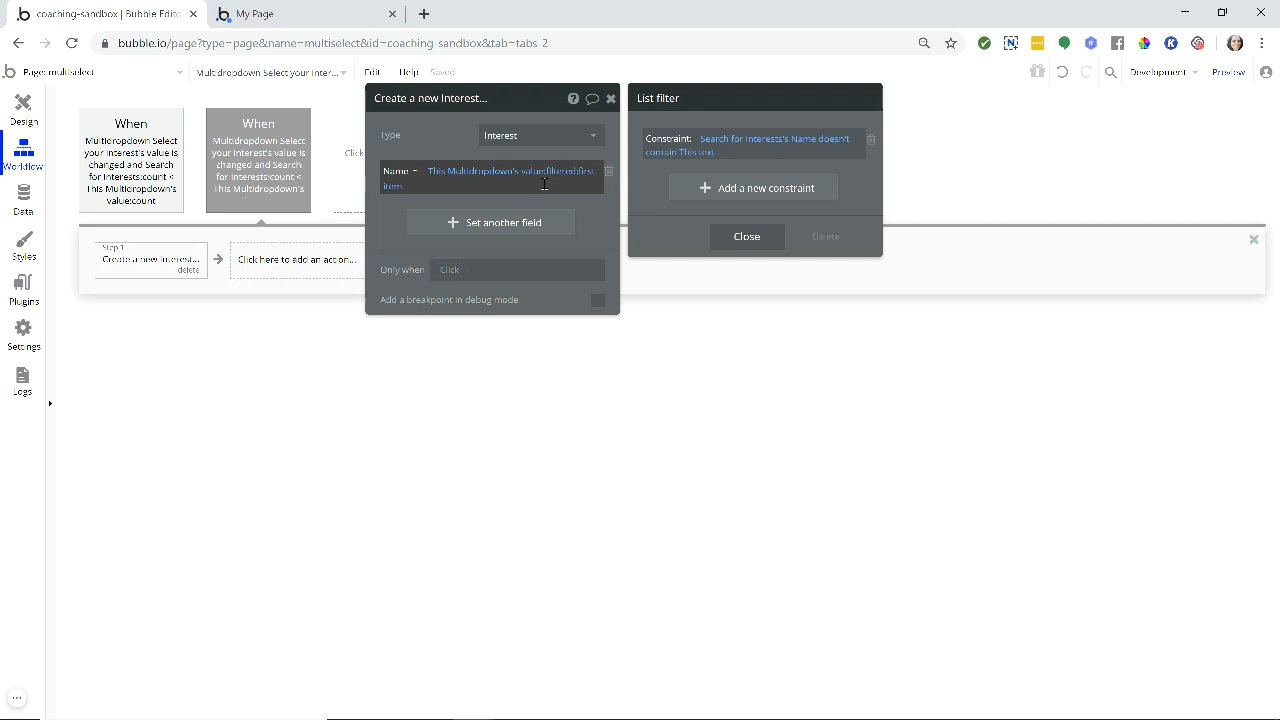 coaching-sandbox | Bubble Edito
My Page
bubble.io/page?type=page&name=multiselect&id=coaching-sandbox&tab=tabs-2
Page: multiselect
Multidropdown Select your Inter...
Edit
Help
Saved
Development
Preview
Design
Workflow
Data
Styles
Plugins
Settings
Logs
When
Multidropdown Select
your Interest's value is
changed and Search
for Interests:count <
This Multidropdown's
value:count
When
Multidropdown Select
your Interest's value is
changed and Search
for Interests:count <
This Multidropdown's
Click
Step 1
Create a new Interest...
delete
Click here to add an action...
Create a new Interest...
Type
Interest
Name =
This Multidropdown's value:filtered:first
item
Set another field
Only when
Click
Add a breakpoint in debug mode
List filter
Constraint: Search for Interests's Name doesn't
contain This text
Add a new constraint
Close
Delete